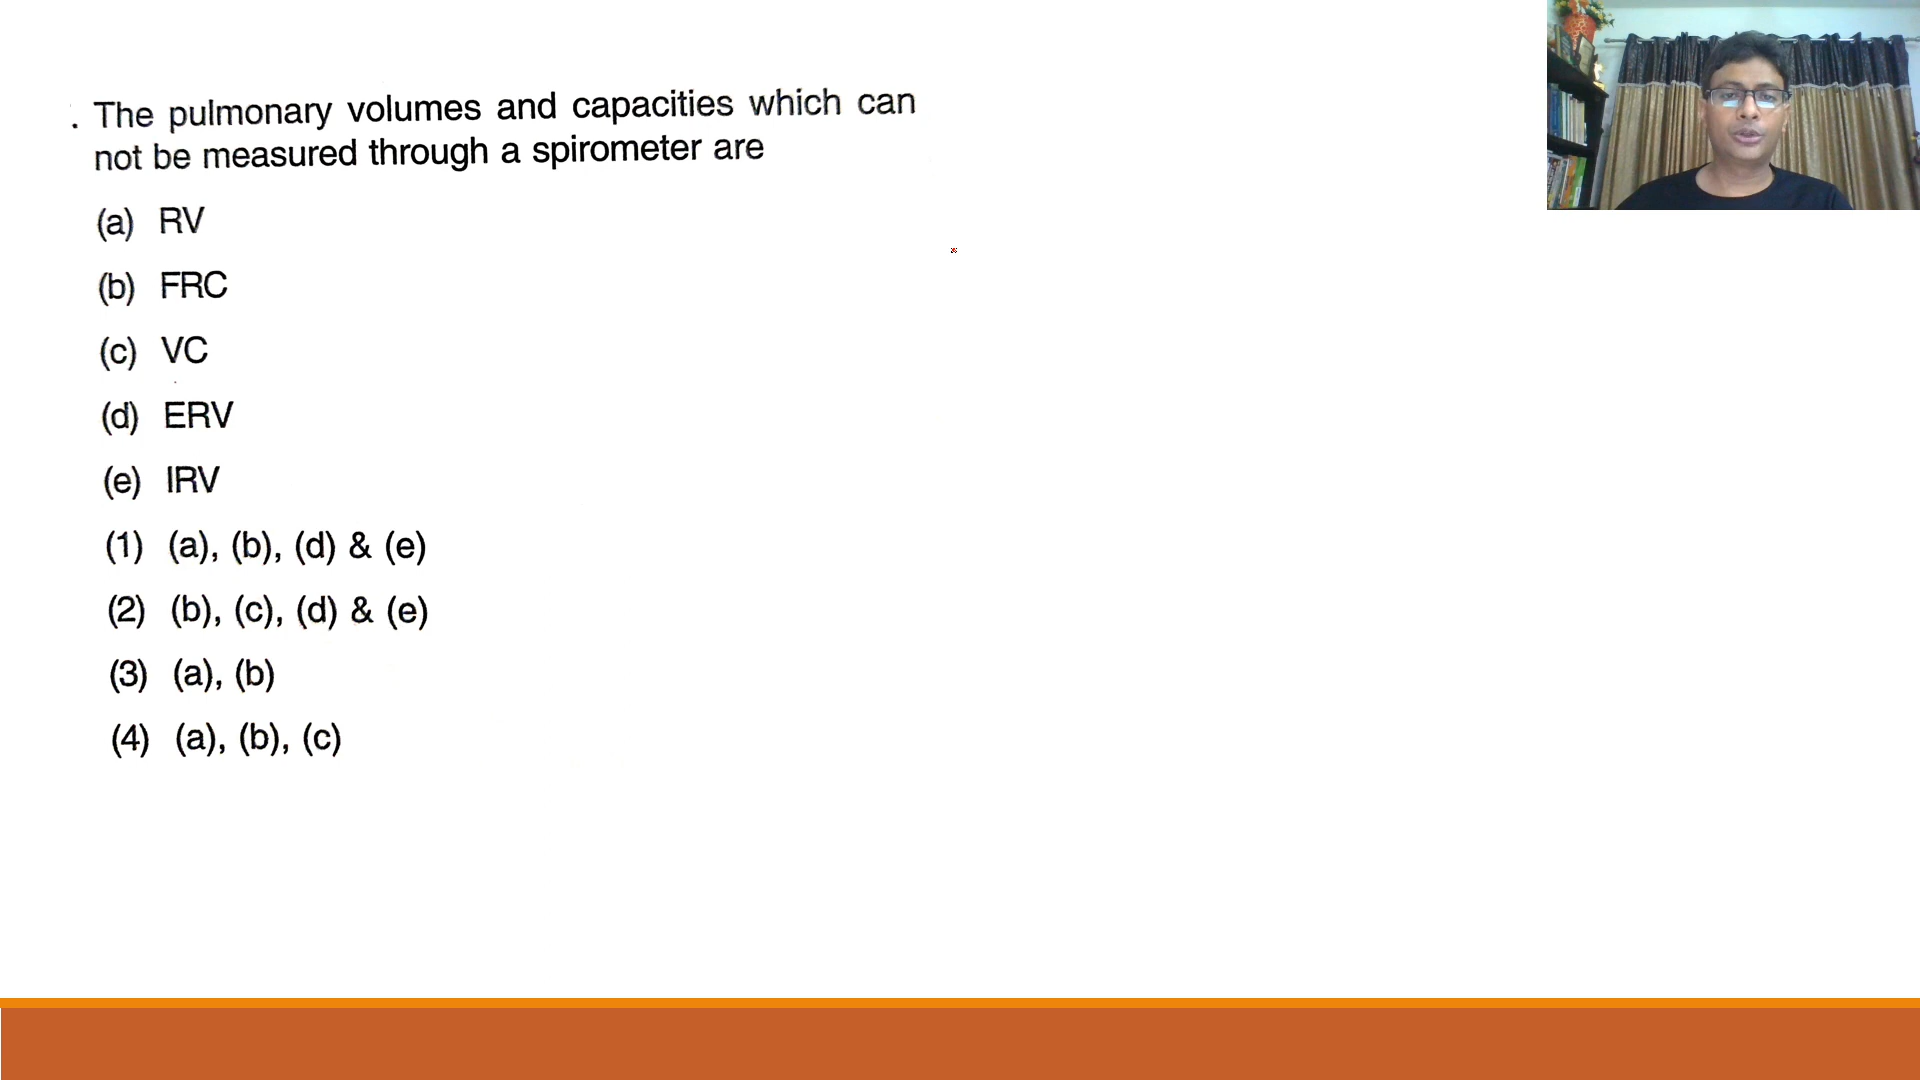 . The pulmonary volumes and capacities which can
not be measured through a spirometer are
(a) RV
(b) FRC
(c) VC
(d) ERV
(e) IRV
(1) (a), (b), (d) & (e)
(2) (b), (c), (d) & (e)
(3) (a), (b)
(4) (a), (b), (c)